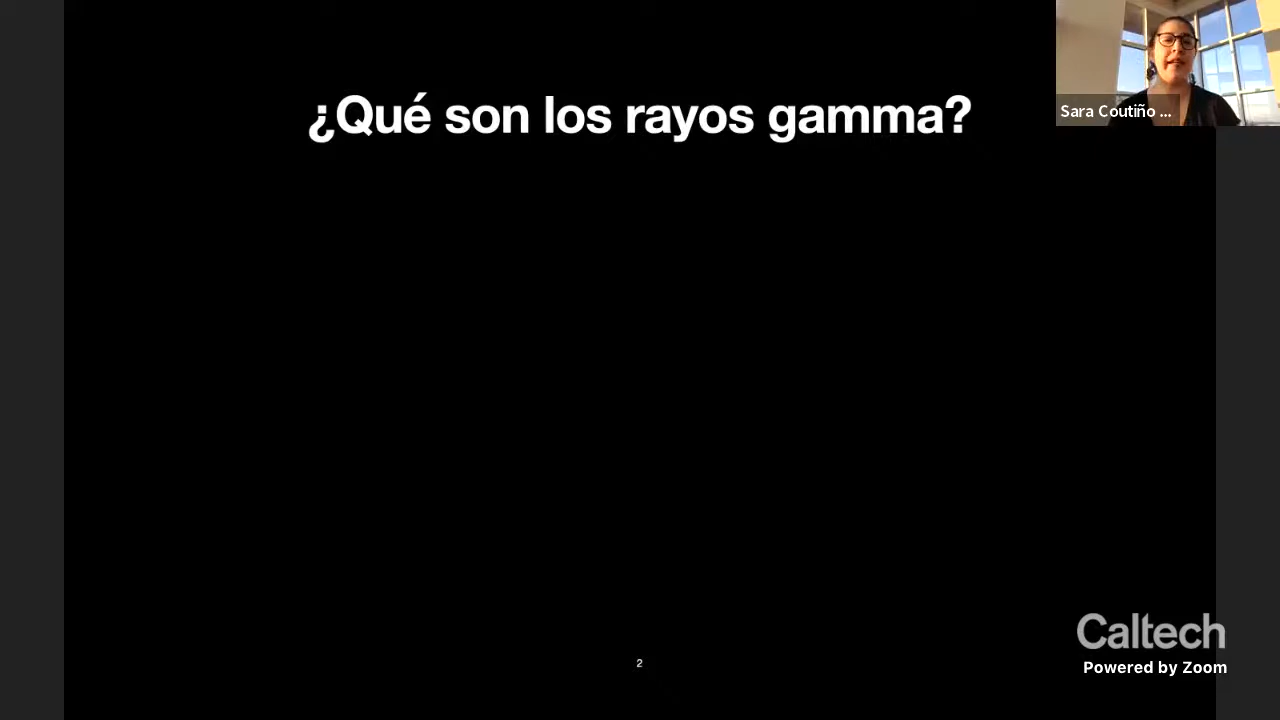 ¿Qué son los rayos gamma?
Sara Coutiño ...
Caltech
Powered by Zoom
2